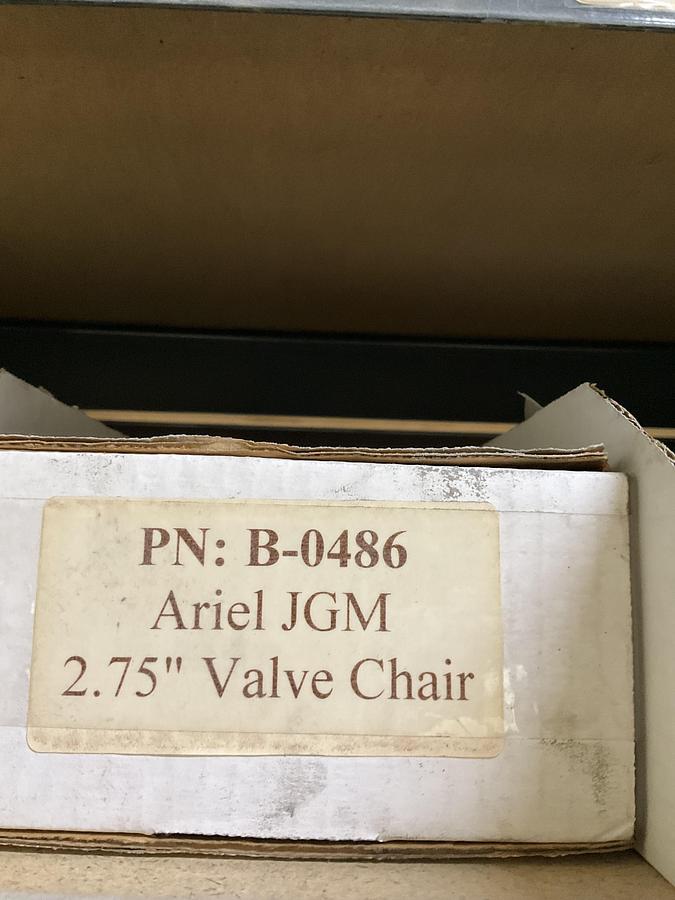 PN: B-0486
Ariel JGM
2.75" Valve Chair